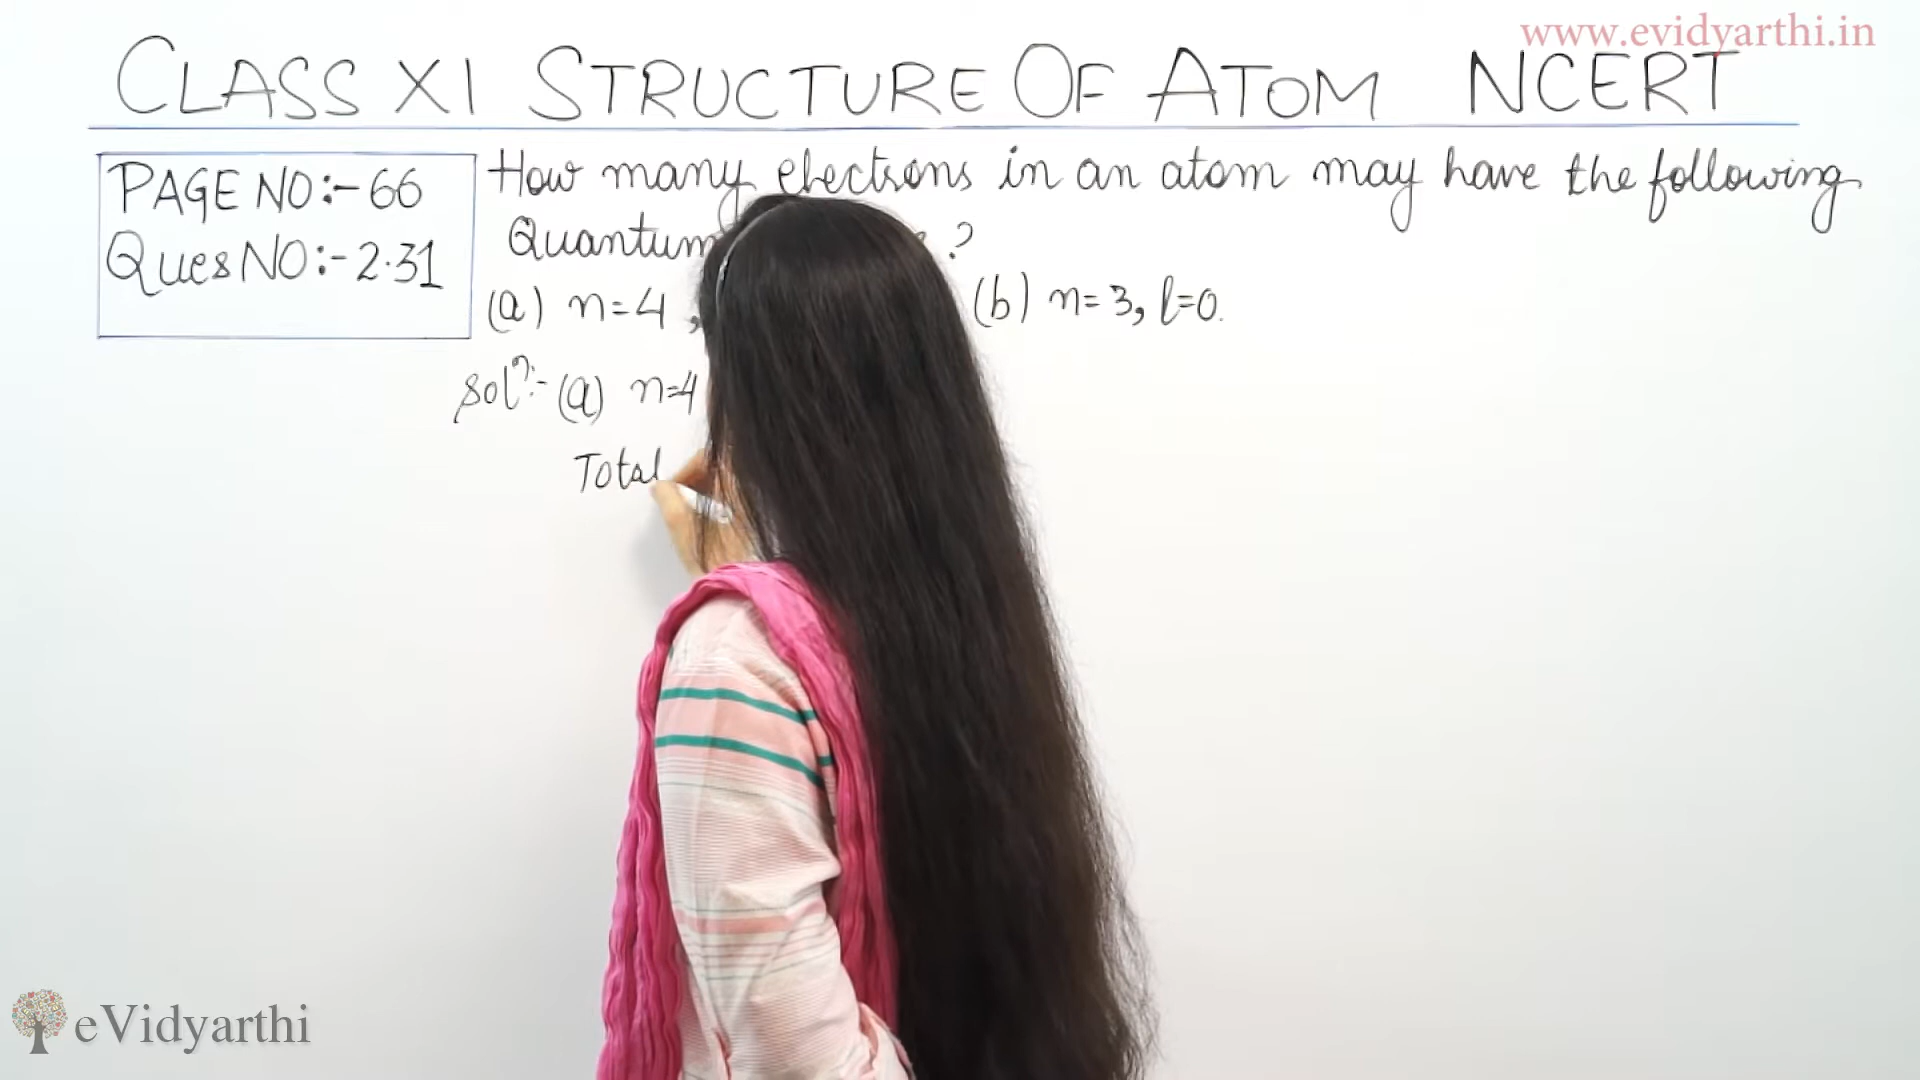 www.evidyarthi.in
CLASS XI STRUCTURE OF ATOM NCERT
PAGE NO:- 66
Ques NO:- 2.31
How many electrons in an atom may have the following
Quantum ?
(a) n=4 , (b) n=3, l=0.
Solⁿ:- (a) n=4
Total
eVidyarthi